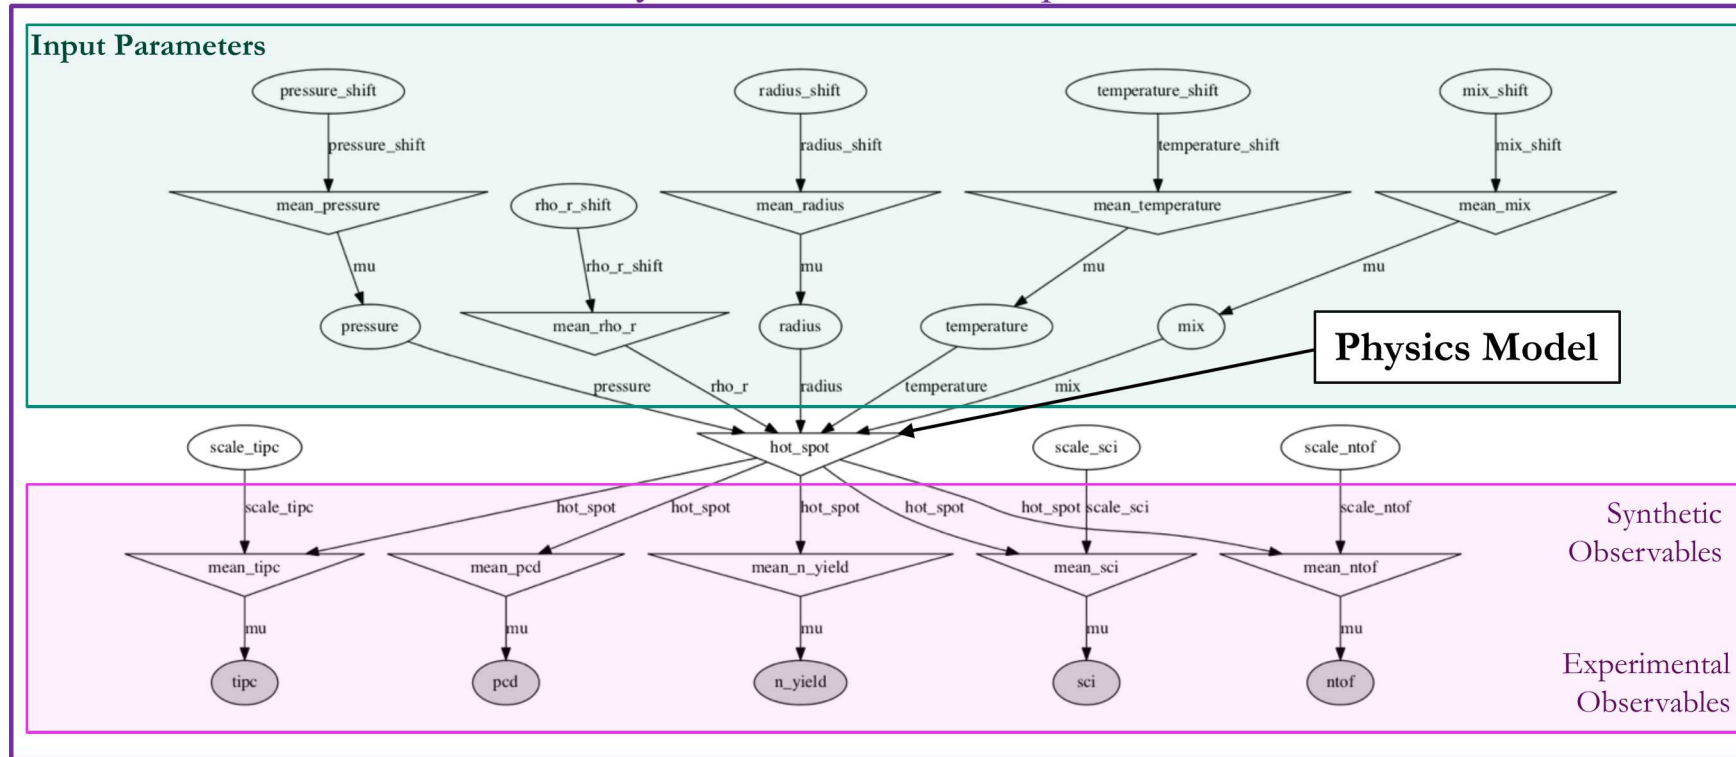 Input Parameters
pressure_shift
radius_shift
temperature_shift
mix_shift
pressure_shift
radius_shift
temperature_shift
mix_shift
mean_pressure
rho_r_shift
mean_radius
mean_temperature
mean_mix
mu
rho_r_shift
mu
mu
mu
pressure
mean_rho_r
radius
temperature
mix
Physics Model
pressure
rho_r
radius
temperature
mix
scale_tipc
hot_spot
scale_sci
scale_ntof
scale_tipc
hot_spot
hot_spot
hot_spot
hot_spot
hot_spot
scale_sci
scale_ntof
Synthetic
Observables
mean_tipc
mean_pcd
mean_n_yield
mean_sci
mean_ntof
mu
mu
mu
mu
mu
tipc
pcd
n_yield
sci
ntof
Experimental
Observables